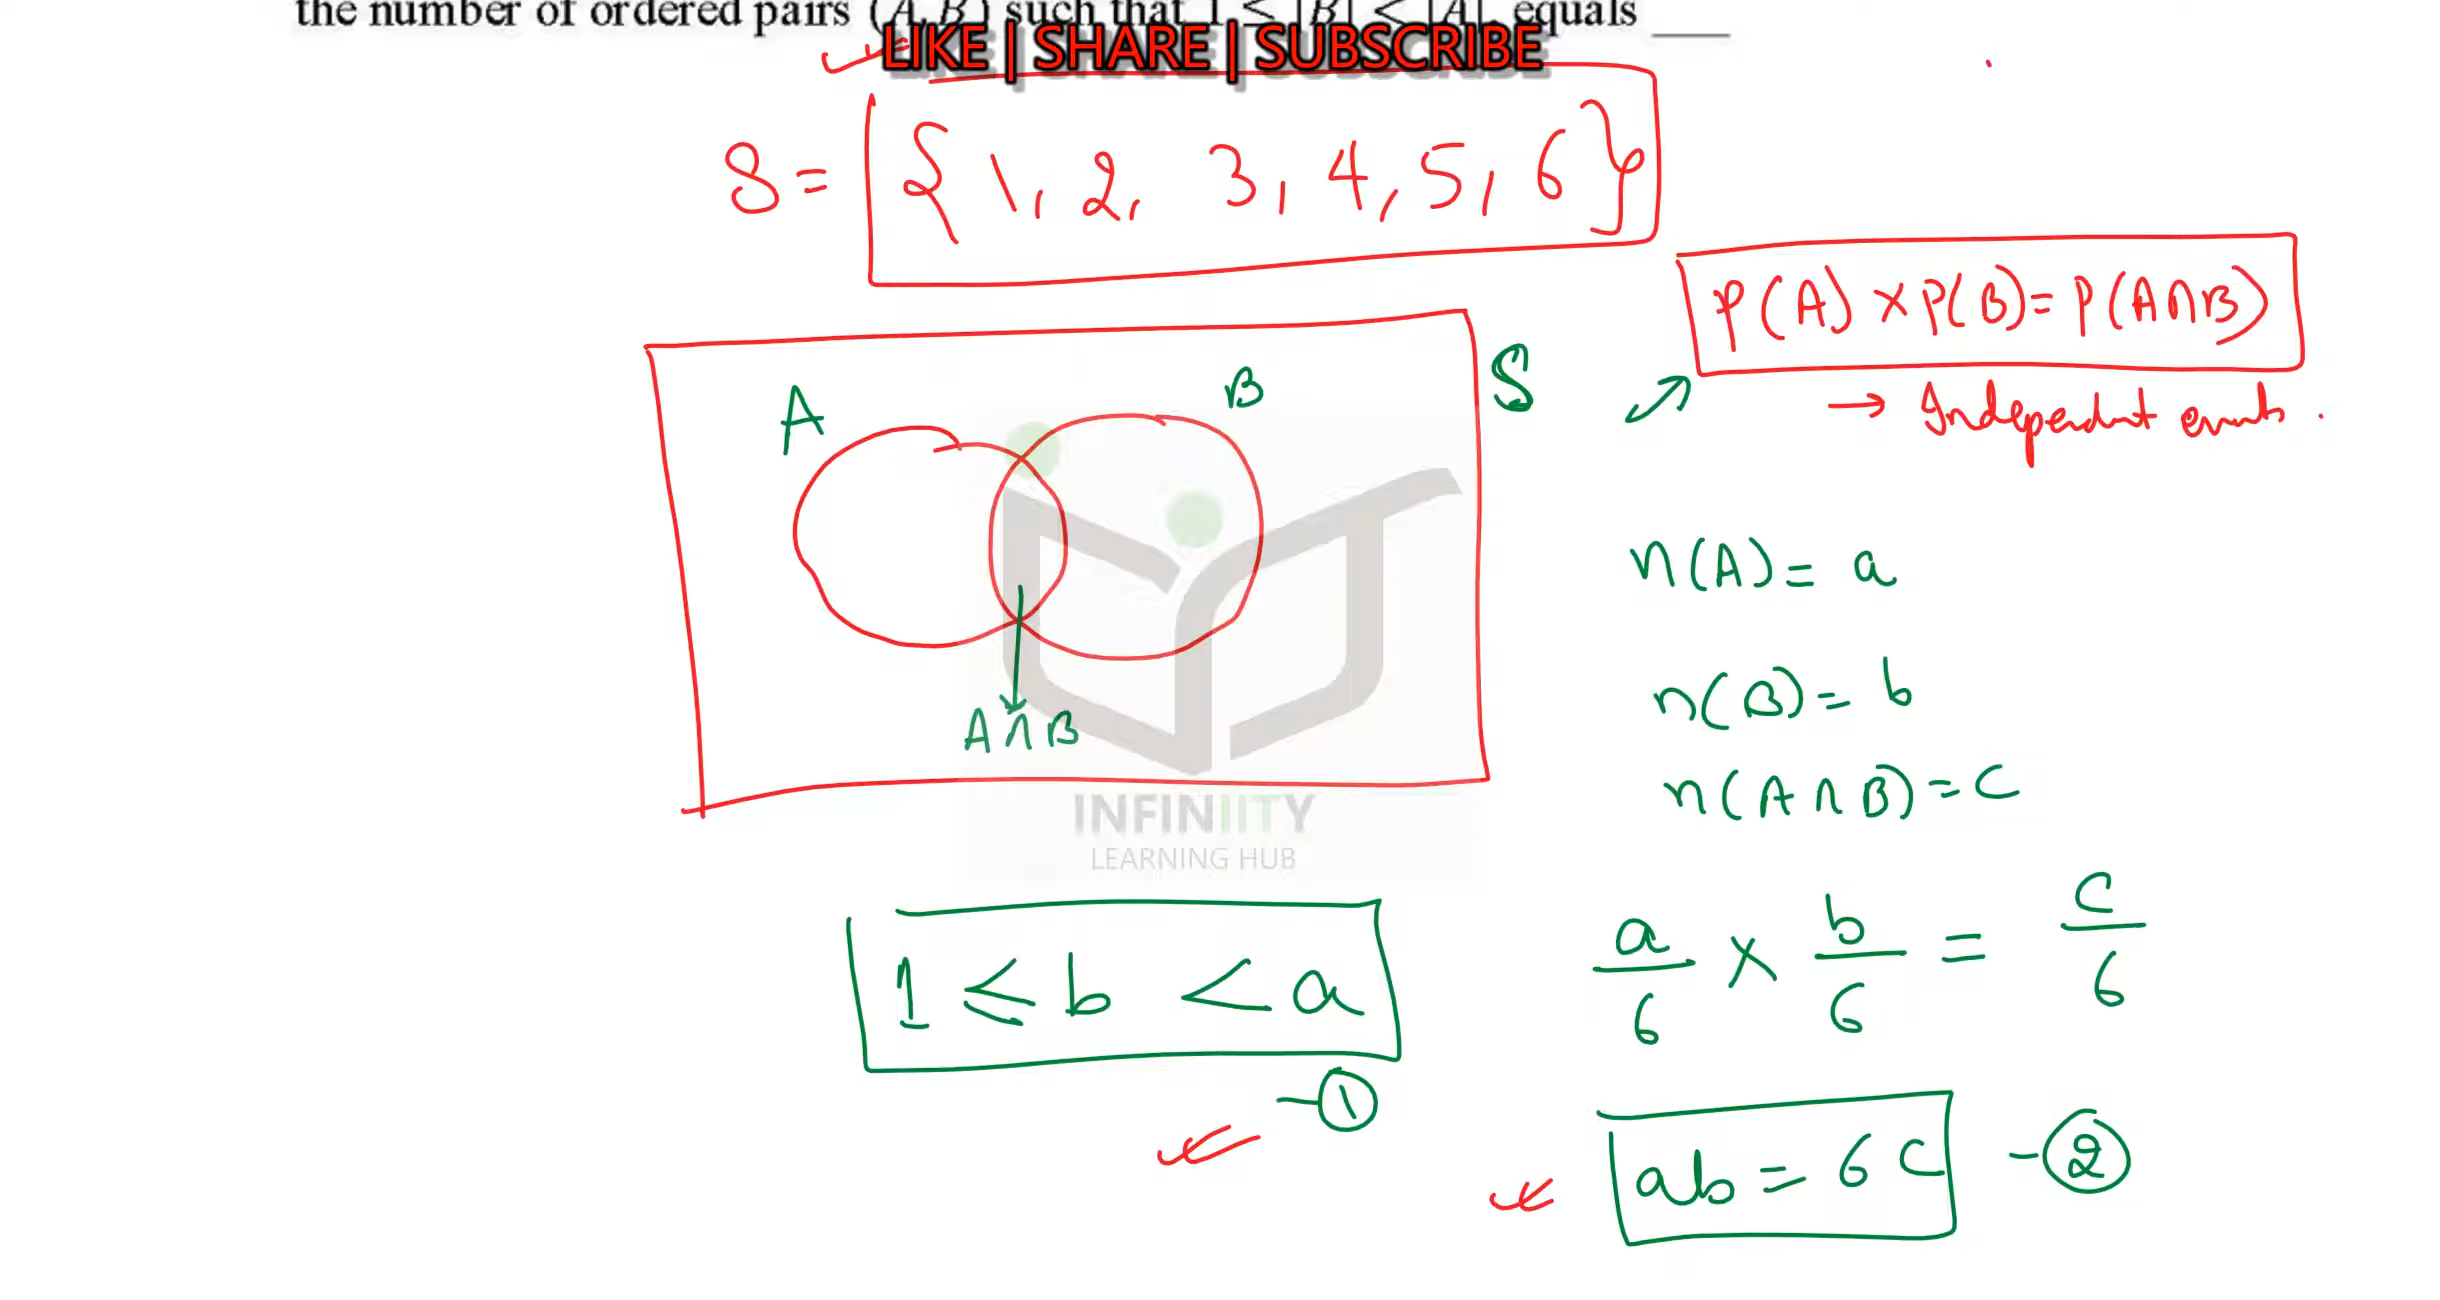 the number of ordered pairs (A, B) such that 1 ≤ |B| < |A|, equals ____
LIKE | SHARE | SUBSCRIBE
S = { 1, 2, 3, 4, 5, 6 }
P(A) × P(B) = P(A∩B)
→ Independent events.
A
B
S
A∩B
n(A) = a
n(B) = b
n(A∩B) = c
INFINIITY
LEARNING HUB
a/6 × b/6 = c/6
1 ≤ b < a
- ①
ab = 6c - ②